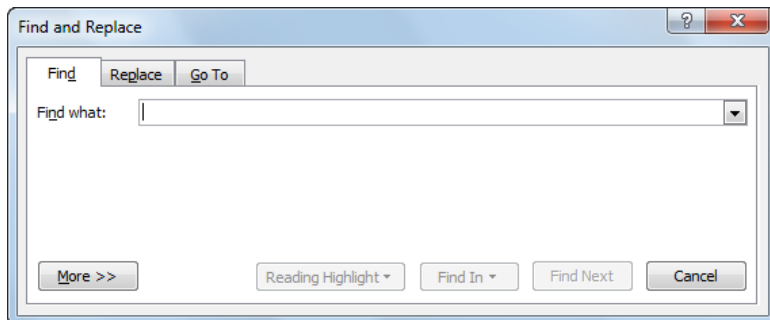 Find and Replace
Find Replace Go To
Find what:
More >> Reading Highlight Find In Find Next Cancel